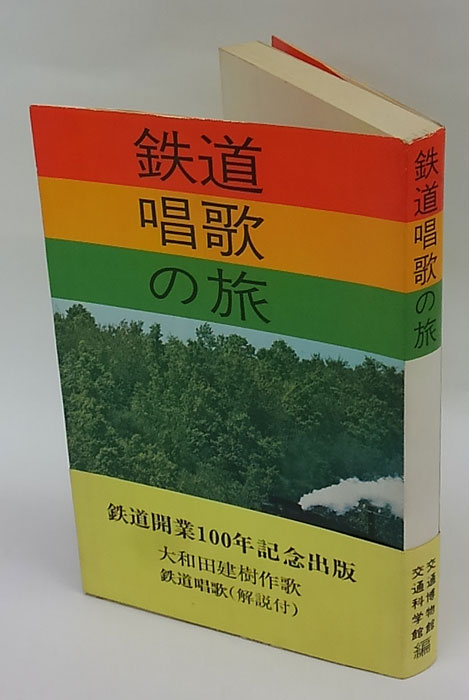 鉄道
唱歌
の旅
鉄道開業100年記念出版
大和田建樹作歌
鉄道唱歌(解説付)
鉄道唱歌の旅
交通博物館
交通科学館
編